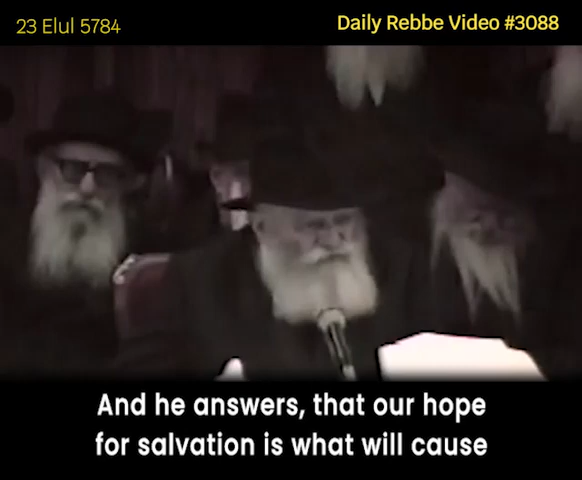 23 Elul 5784
Daily Rebbe Video #3088
And he answers, that our hope
for salvation is what will cause